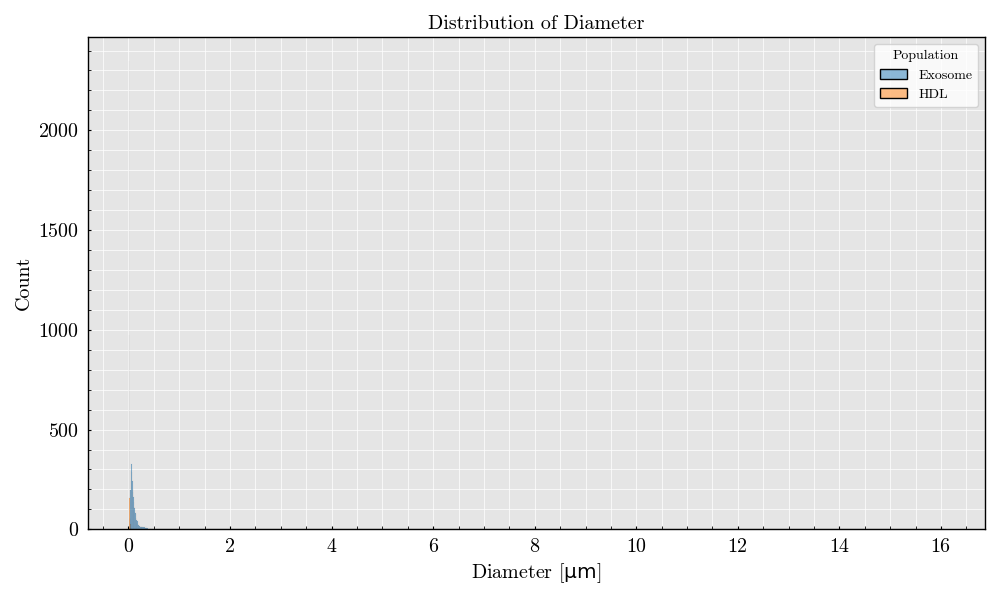 Distribution of Diameter
Population
Exosome
HDL
Count
2000
1500
1000
500
0
0 2 4 6 8 10 12 14 16
Diameter [μm]